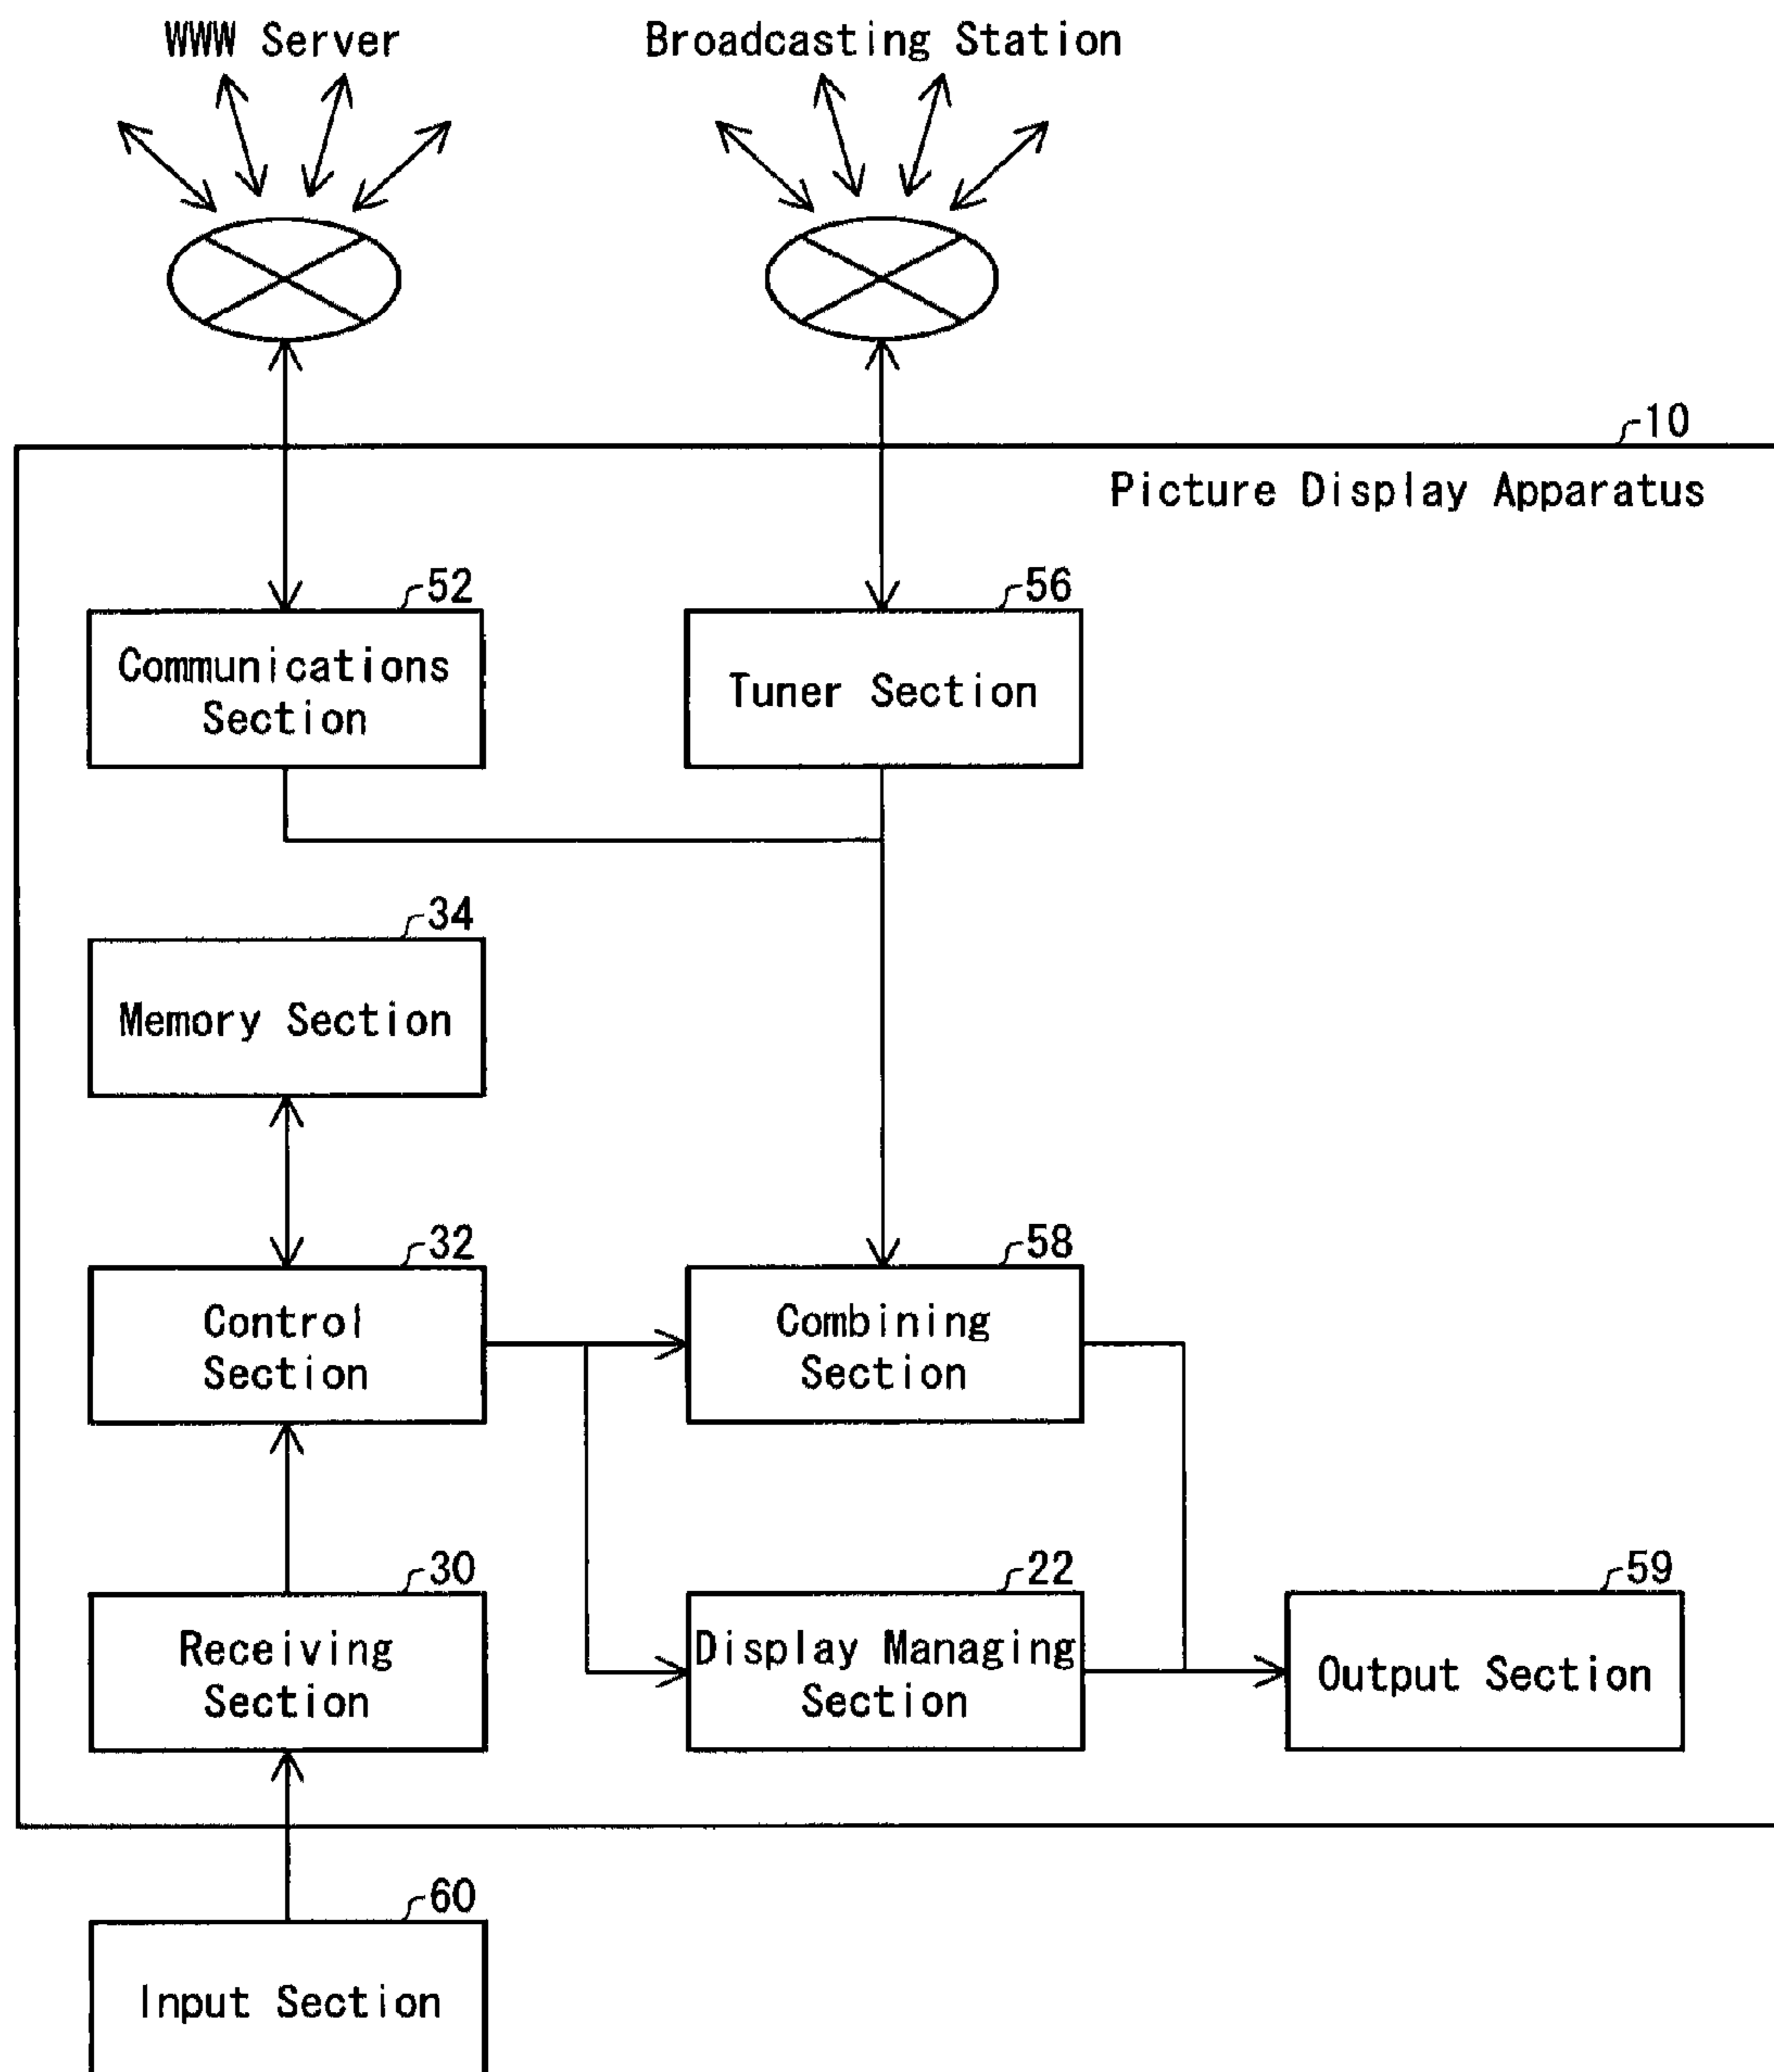 WWW Server
Broadcasting Station
10
Picture Display Apparatus
52
Communications
Section
56
Tuner Section
34
Memory Section
32
Control
Section
58
Combining
Section
30
Receiving
Section
22
Display Managing
Section
59
Output Section
60
Input Section